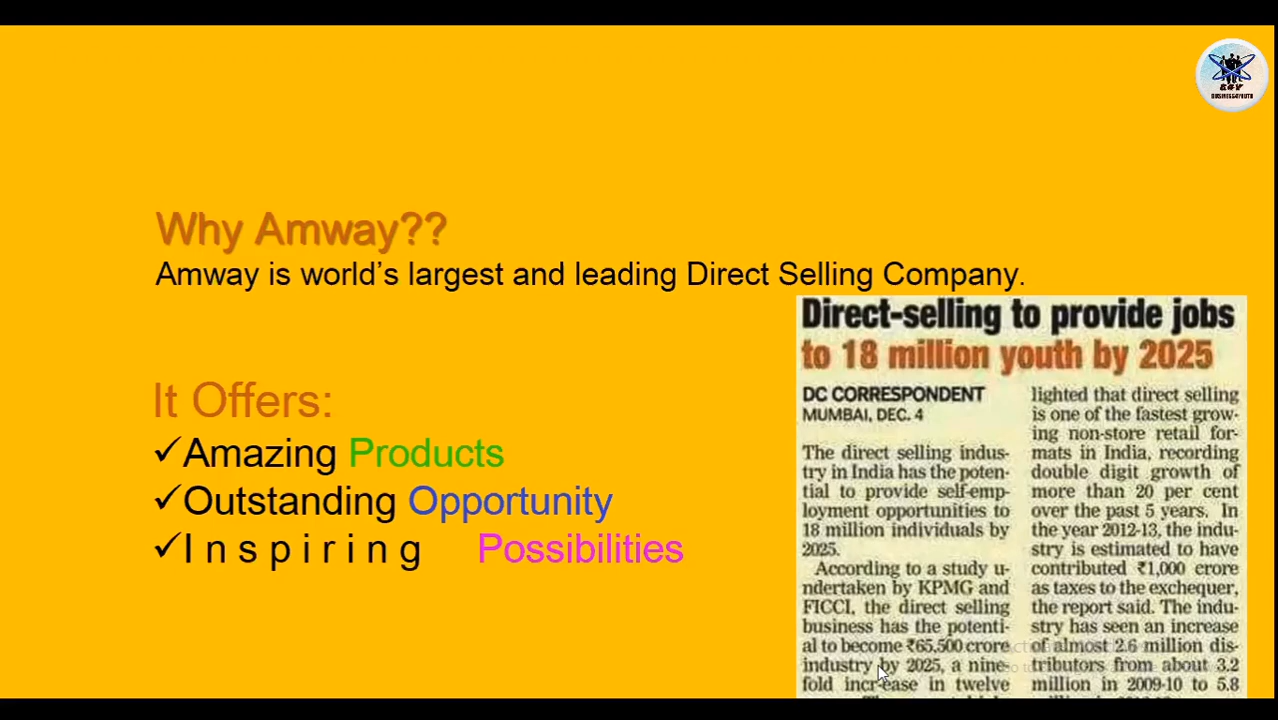 Why Amway??
Amway is world’s largest and leading Direct Selling Company.
It Offers:
✓Amazing Products
✓Outstanding Opportunity
✓I n s p i r i n g Possibilities
Direct-selling to provide jobs
to 18 million youth by 2025
DC CORRESPONDENT
MUMBAI, DEC. 4
The direct selling indus-
try in India has the poten-
tial to provide self-emp-
loyment opportunities to
18 million individuals by
2025.
According to a study u-
ndertaken by KPMG and
FICCI, the direct selling
business has the potenti-
al to become ₹65,500 crore
industry by 2025, a nine-
fold increase in twelve
lighted that direct selling
is one of the fastest grow-
ing non-store retail for-
mats in India, recording
double digit growth of
more than 20 per cent
over the past 5 years. In
the year 2012-13, the indu-
stry is estimated to have
contributed ₹1,000 crore
as taxes to the exchequer,
the report said. The indu-
stry has seen an increase
of almost 2.6 million dis-
tributors from about 3.2
million in 2009-10 to 5.8